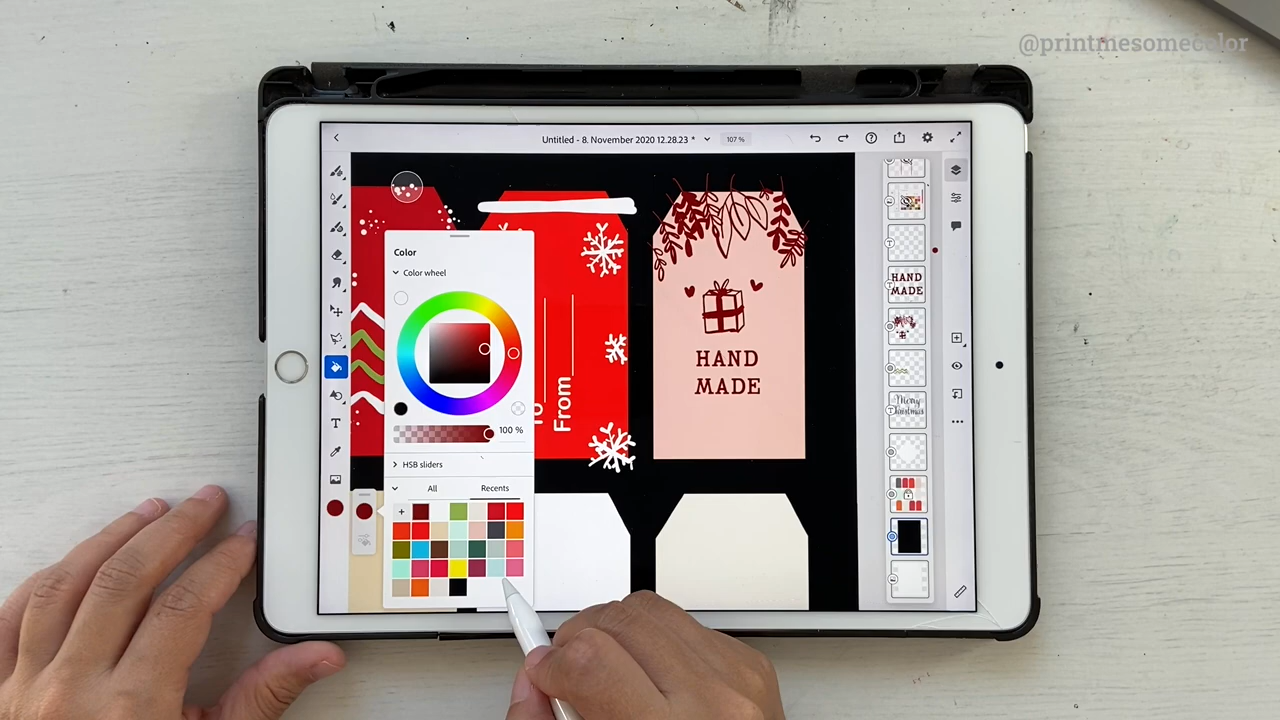 @printmesomecolor
Untitled - 8. November 2020 12.28.23 *
107 %
Color
Color wheel
100 %
HSB sliders
All
Recents
To
From
HAND
MADE
T
HAND
MADE
Merry
Christmas